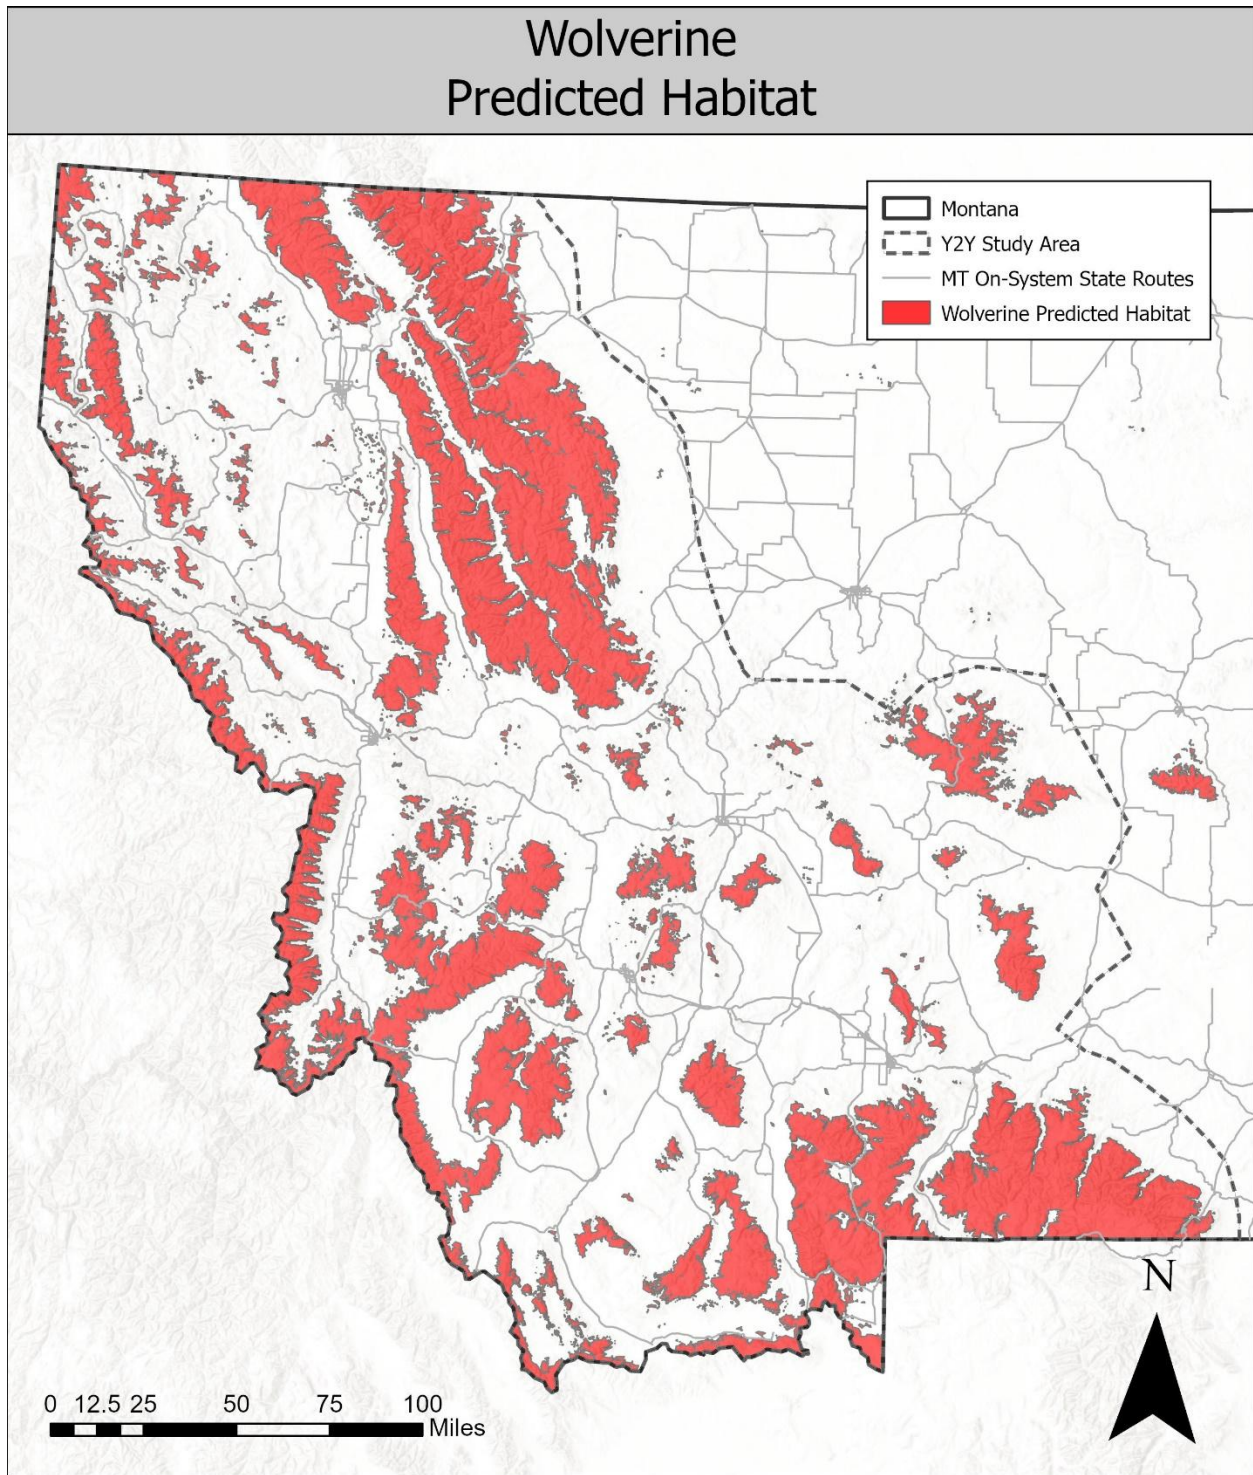 Wolverine
Predicted Habitat
Montana
Y2Y Study Area
MT On-System State Routes
Wolverine Predicted Habitat
N
0 12.5 25 50 75 100
Miles